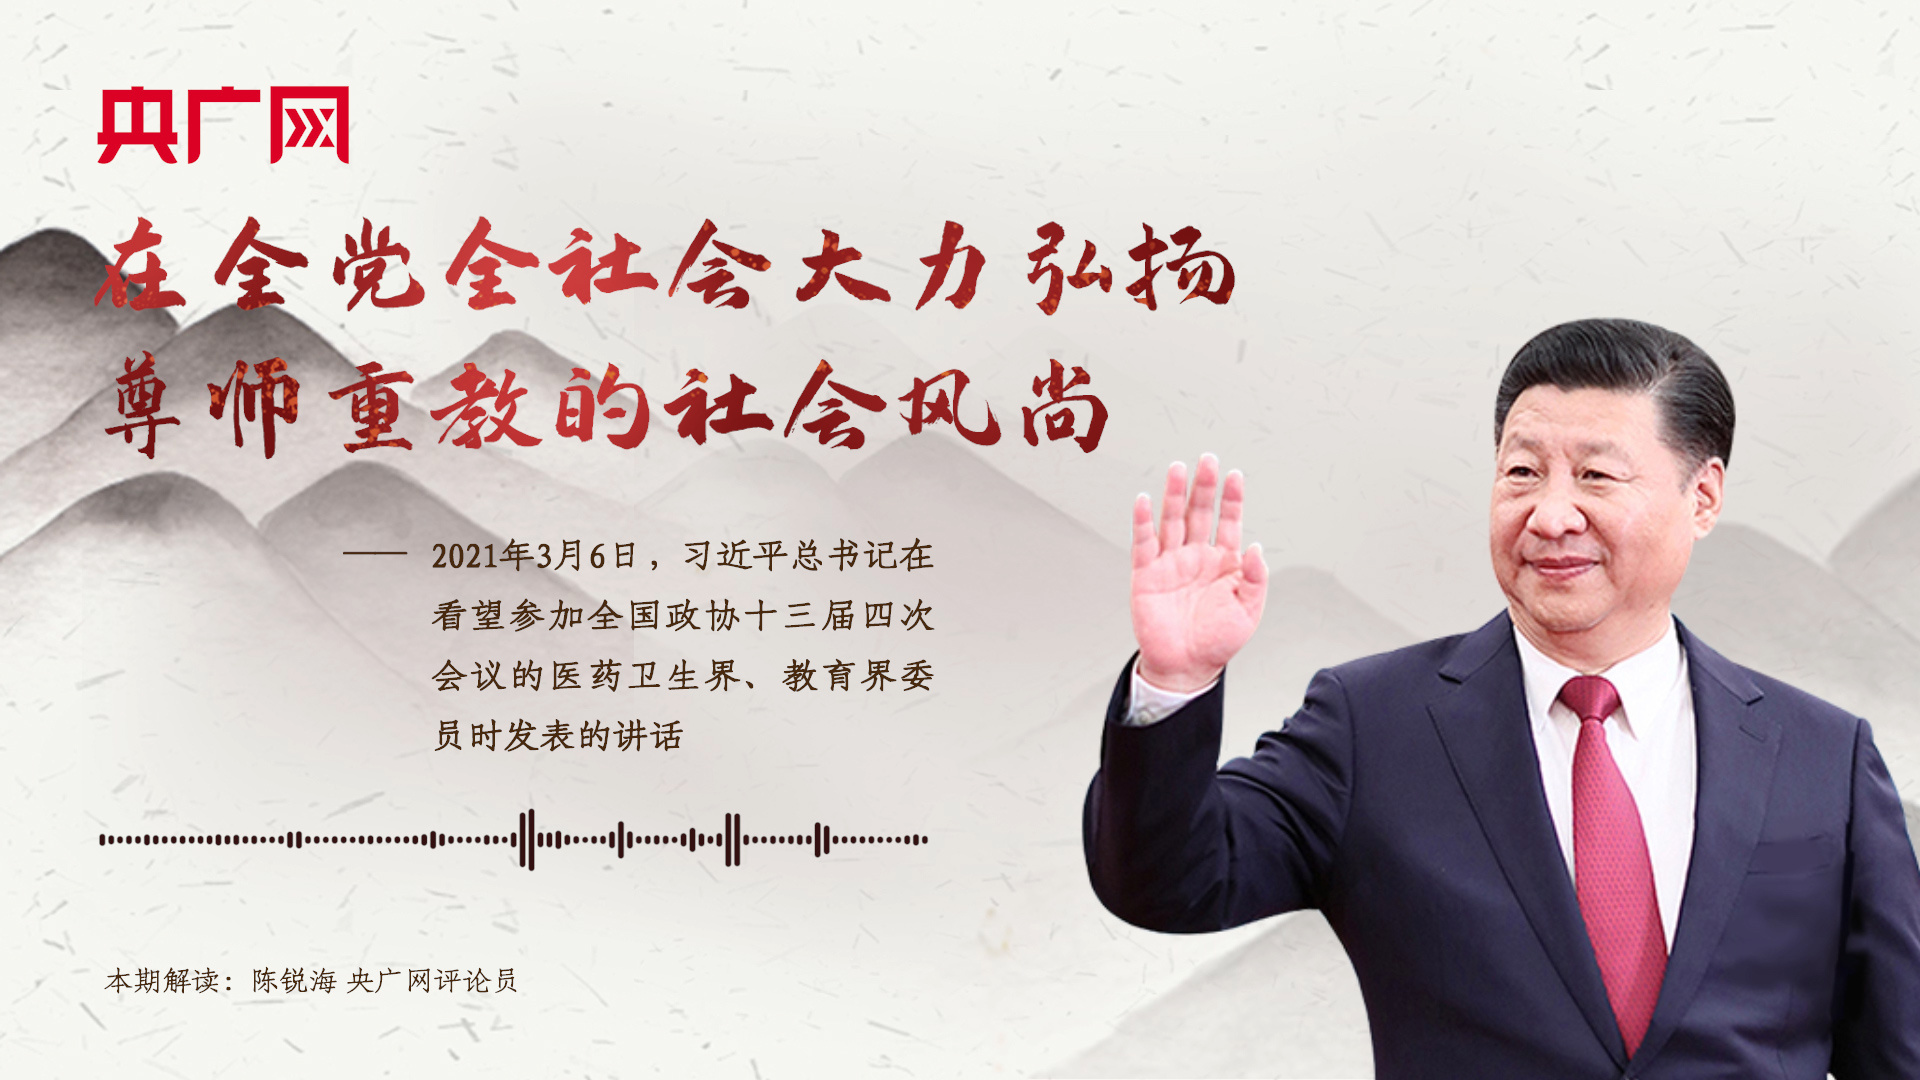 央广网
在全党全社会大力弘扬
尊师重教的社会风尚
—— 2021年3月6日，习近平总书记在
看望参加全国政协十三届四次
会议的医药卫生界、教育界委
员时发表的讲话
本期解读：陈锐海 央广网评论员